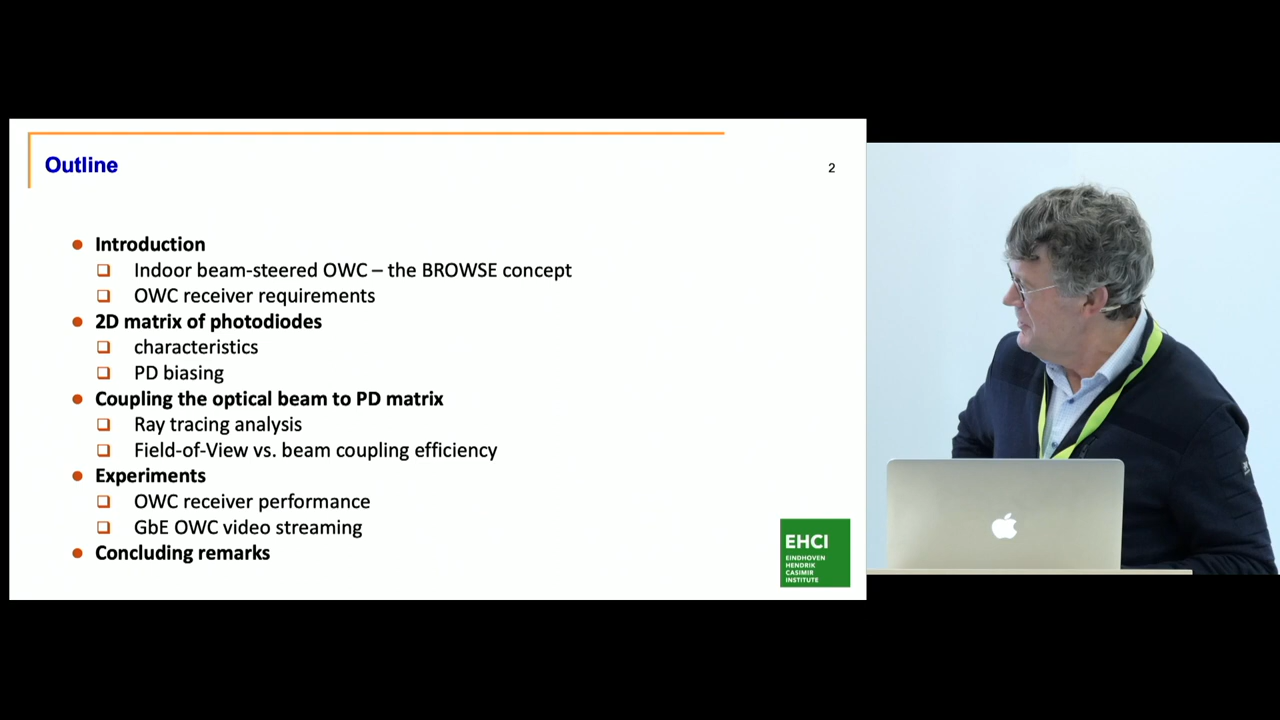 Outline
2
Introduction
Indoor beam-steered OWC – the BROWSE concept
OWC receiver requirements
2D matrix of photodiodes
characteristics
PD biasing
Coupling the optical beam to PD matrix
Ray tracing analysis
Field-of-View vs. beam coupling efficiency
Experiments
OWC receiver performance
GbE OWC video streaming
Concluding remarks
EHCI
EINDHOVEN
HENDRIK
CASIMIR
INSTITUTE